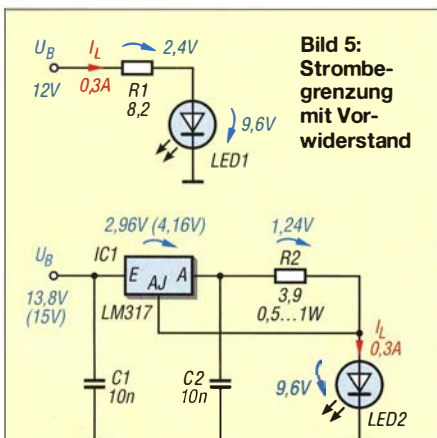 U_B
I_L
2,4V
12V
0,3A
R1
8,2
9,6V
LED1
Bild 5:
Strombe-
grenzung
mit Vor-
widerstand
2,96V (4,16V)
1,24V
U_B
IC1
R2
E
A
AJ
13,8V
(15V)
LM317
3,9
0,5...1W
I_L
0,3A
C1
10n
C2
10n
9,6V
LED2